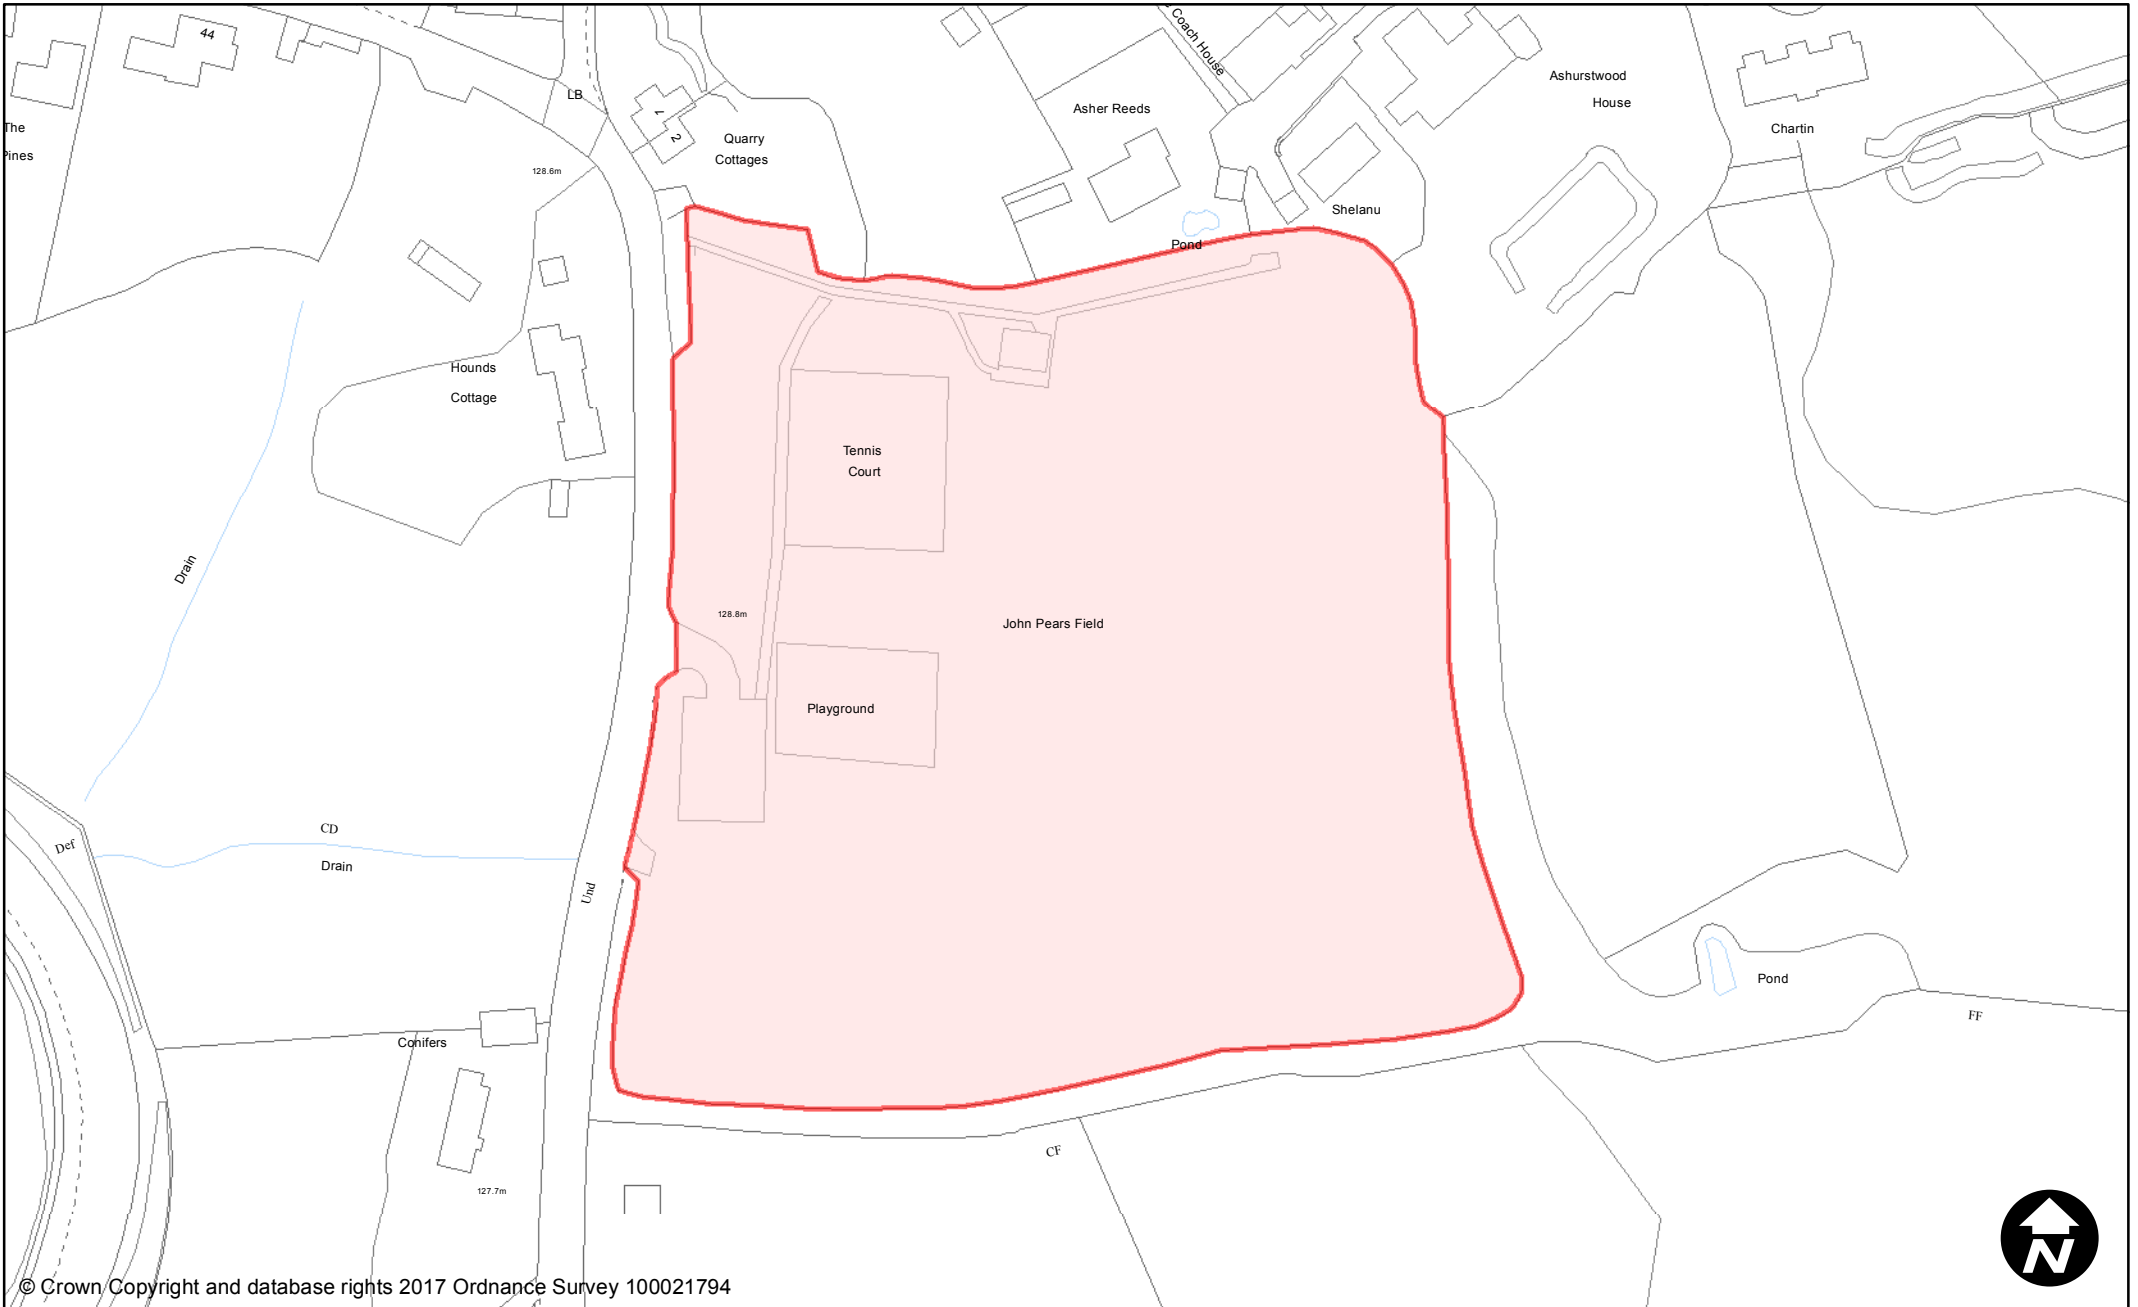 44
Coach House
Ashurstwood
House
LB
Asher Reeds
The
Pines
2
Quarry
Cottages
Chartin
128.6m
Shelanu
Pond
Hounds
Cottage
Tennis
Court
Drain
128.8m
John Pears Field
Playground
CD
Def
Drain
Und
Pond
FF
Conifers
CF
127.7m
N
© Crown Copyright and database rights 2017 Ordnance Survey 100021794